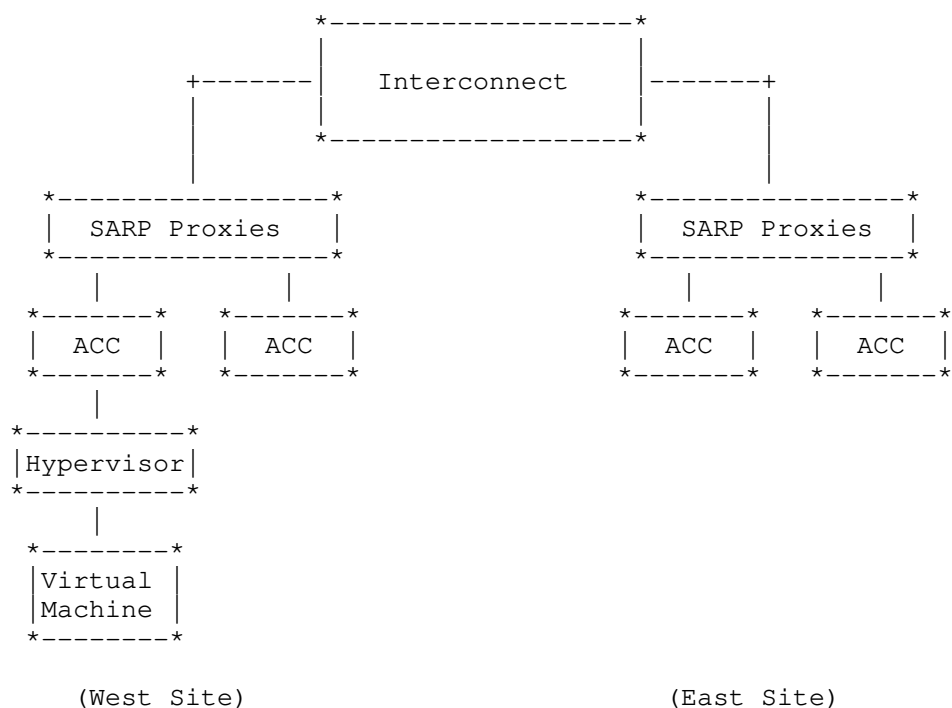 Interconnect
SARP Proxies SARP Proxies
ACC ACC ACC ACC
Hypervisor
Virtual
Machine
(West Site) (East Site)